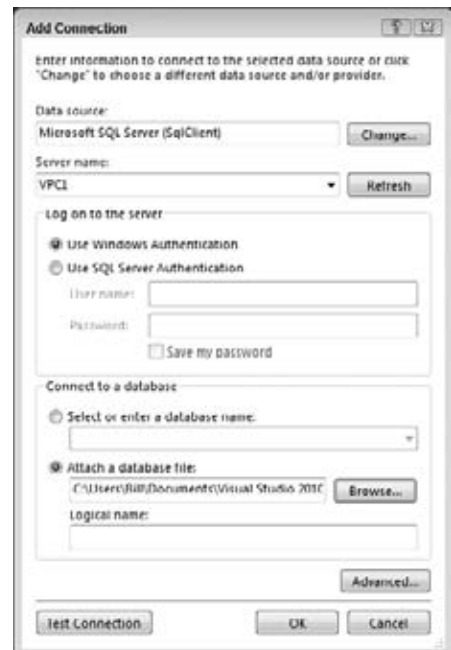 Add Connection
Enter information to connect to the selected data source or click
"Change" to choose a different data source and/or provider.
Data source:
Microsoft SQL Server (SqlClient)
Change...
Server name:
VPC1
Refresh
Log on to the server
Use Windows Authentication
Use SQL Server Authentication
User name:
Password:
Save my password
Connect to a database
Select or enter a database name:
Attach a database file:
C:\Users\Bill\Documents\Visual Studio 201
Browse...
Logical name:
Advanced...
Test Connection
OK
Cancel